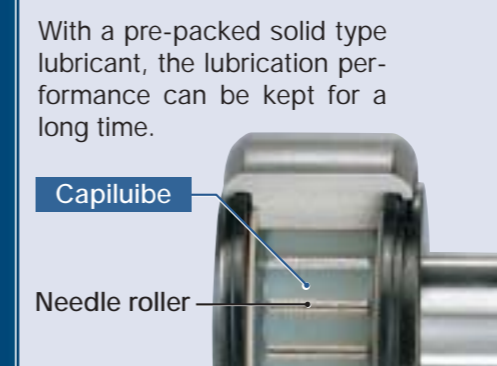 With a pre-packed solid type
lubricant, the lubrication per-
formance can be kept for a
long time.
Capiluibe
Needle roller